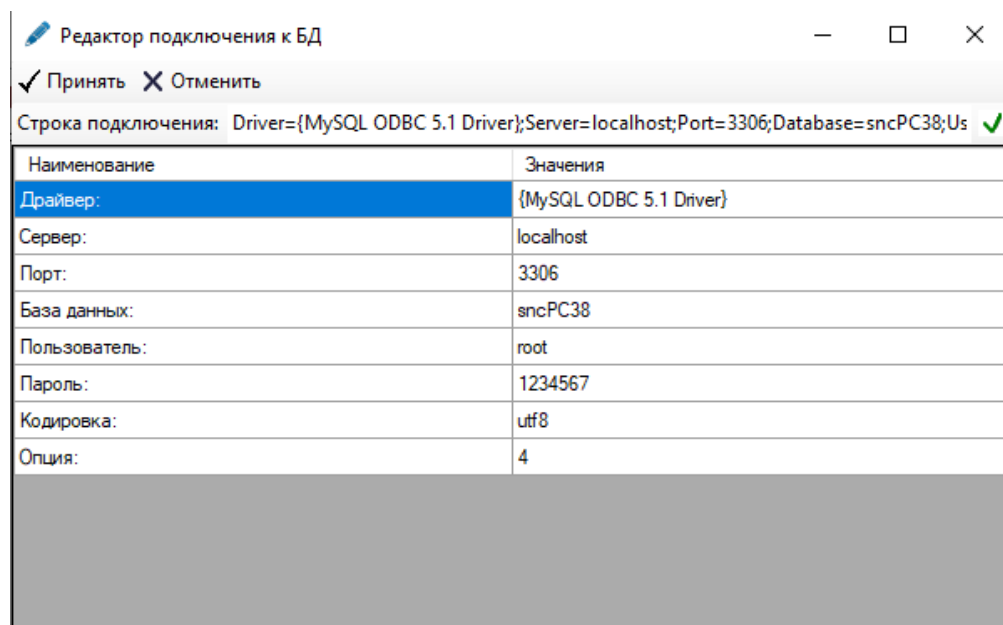 Редактор подключения к БД
Принять Отменить
Строка подключения: Driver={MySQL ODBC 5.1 Driver};Server=localhost;Port=3306;Database=sncPC38;Us
Наименование Значения
Драйвер: {MySQL ODBC 5.1 Driver}
Сервер: localhost
Порт: 3306
База данных: sncPC38
Пользователь: root
Пароль: 1234567
Кодировка: utf8
Опция: 4